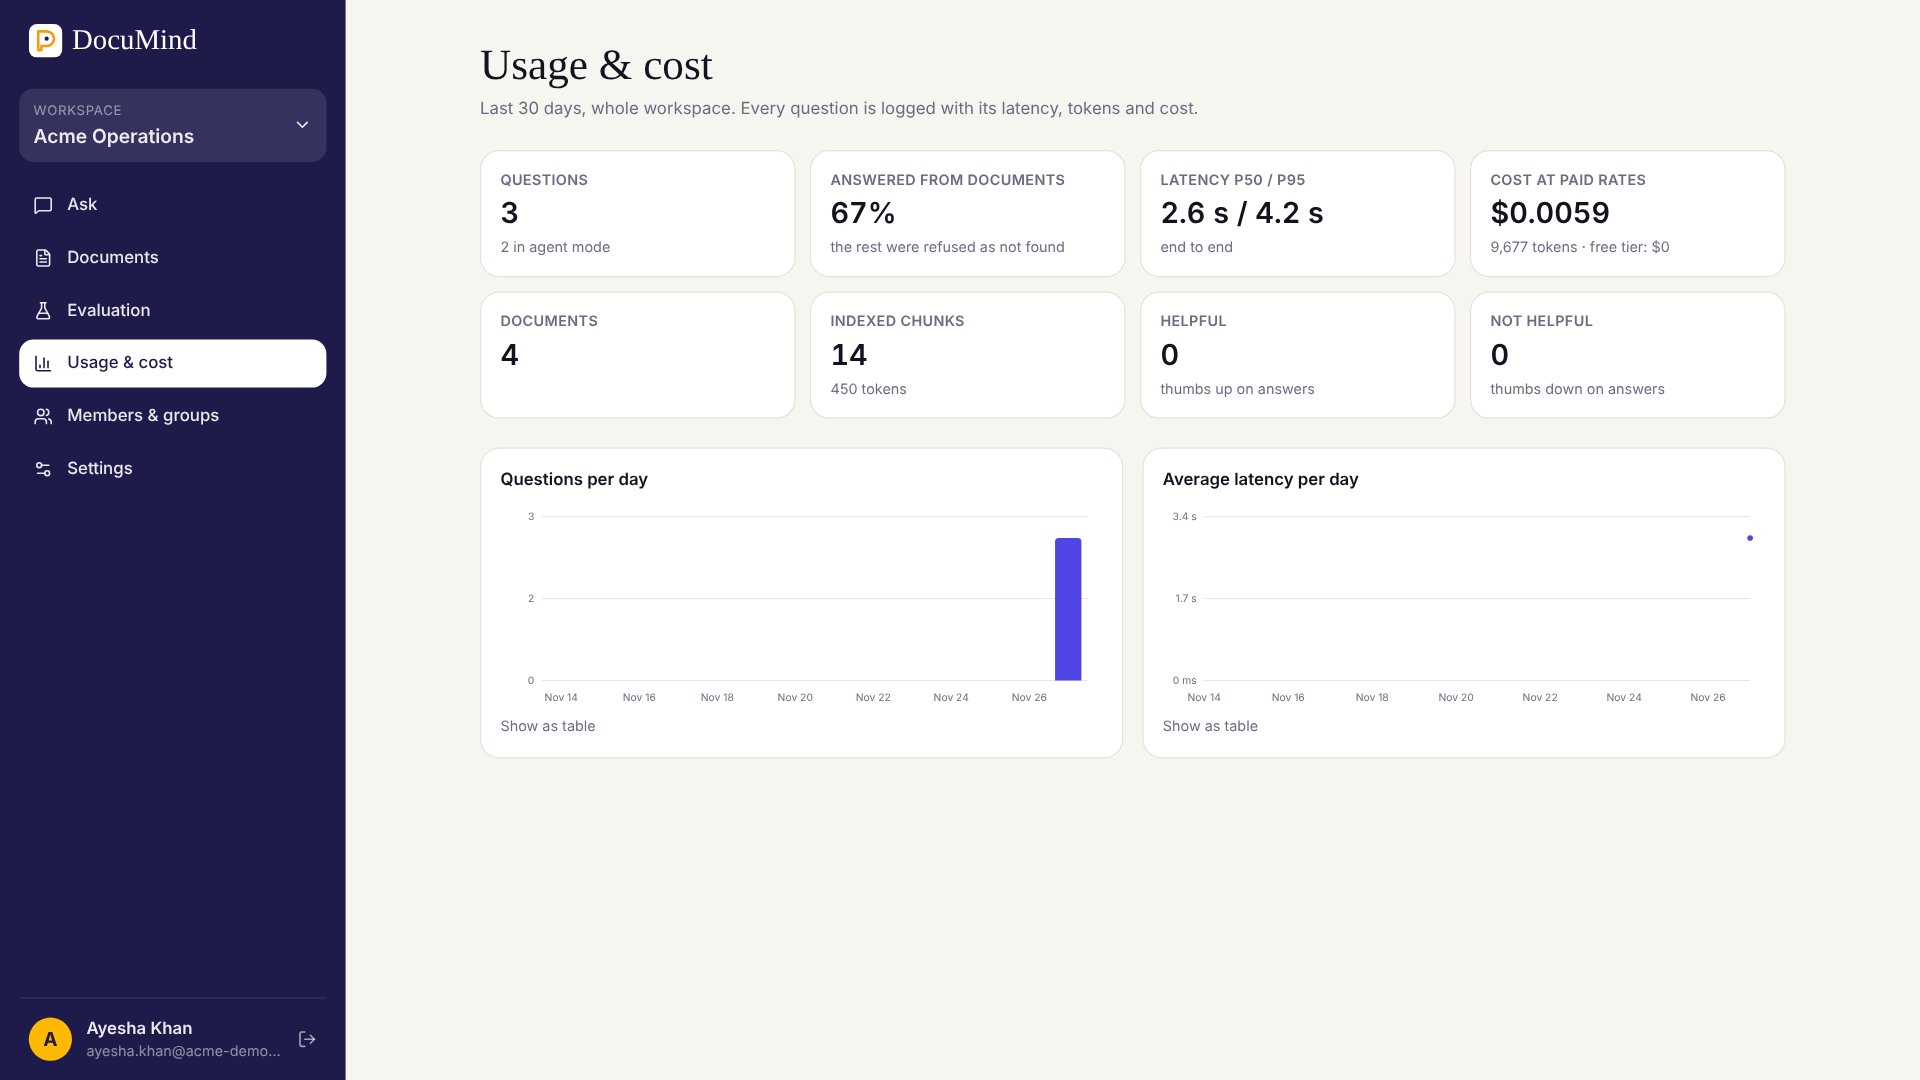 DocuMind
WORKSPACE
Acme Operations
Ask
Documents
Evaluation
Usage & cost
Members & groups
Settings
A
Ayesha Khan
ayesha.khan@acme-demo...
Usage & cost
Last 30 days, whole workspace. Every question is logged with its latency, tokens and cost.
QUESTIONS
3
2 in agent mode
ANSWERED FROM DOCUMENTS
67%
the rest were refused as not found
LATENCY P50 / P95
2.6 s / 4.2 s
end to end
COST AT PAID RATES
$0.0059
9,677 tokens · free tier: $0
DOCUMENTS
4
INDEXED CHUNKS
14
450 tokens
HELPFUL
0
thumbs up on answers
NOT HELPFUL
0
thumbs down on answers
Questions per day
3
2
0
Nov 14 Nov 16 Nov 18 Nov 20 Nov 22 Nov 24 Nov 26
Show as table
Average latency per day
3.4 s
1.7 s
0 ms
Nov 14 Nov 16 Nov 18 Nov 20 Nov 22 Nov 24 Nov 26
Show as table